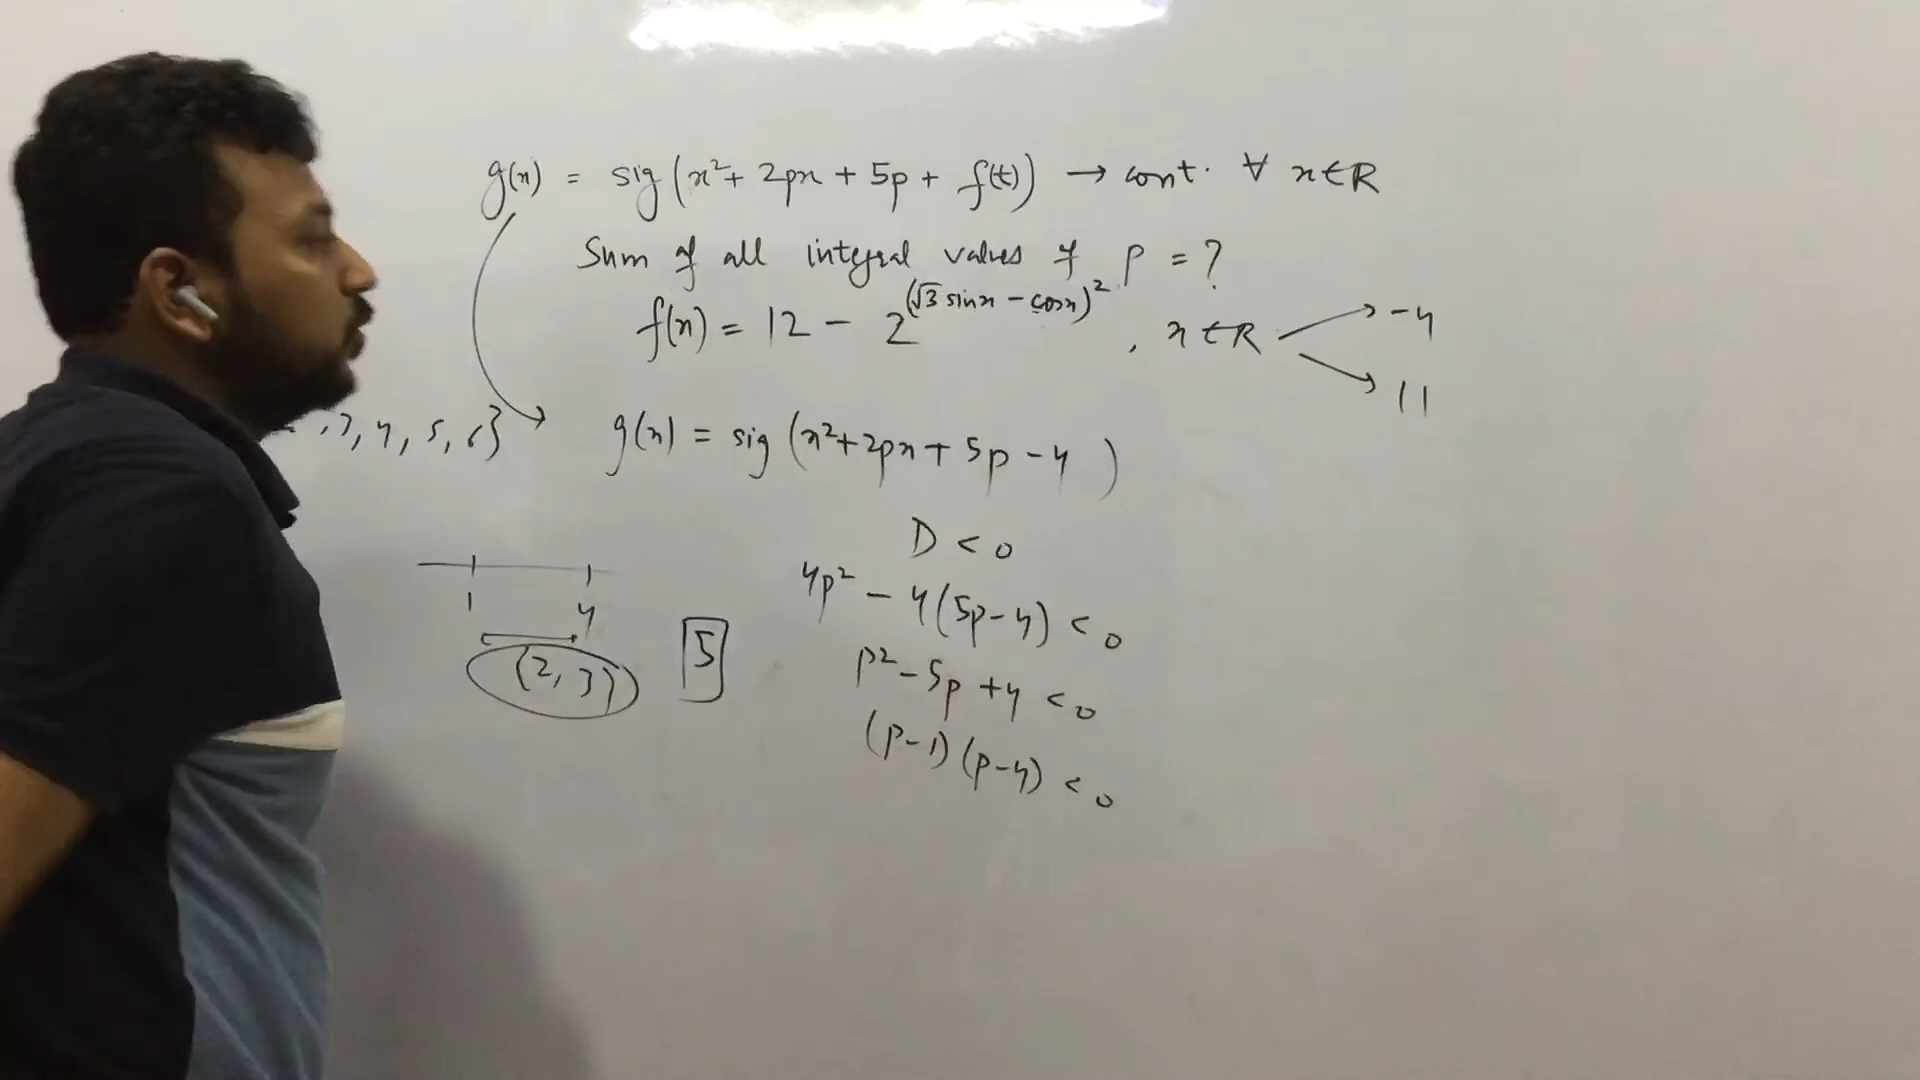 g(x) = sig (x²+ 2px + 5p + f(t)) → cont. ∀ x∈R
Sum of all integral values of P = ?
f(x) = 12 - 2^(√3 sinx - cosx)² , x ∈ R → -4
→ 11
, 3, 4, 5, 6} → g(x) = sig (x²+2px + 5p - 4 )
D < 0
4p² - 4(5p-4) < 0
1 4
(2, 3) 5
p² - 5p + 4 < 0
(p-1) (p-4) < 0